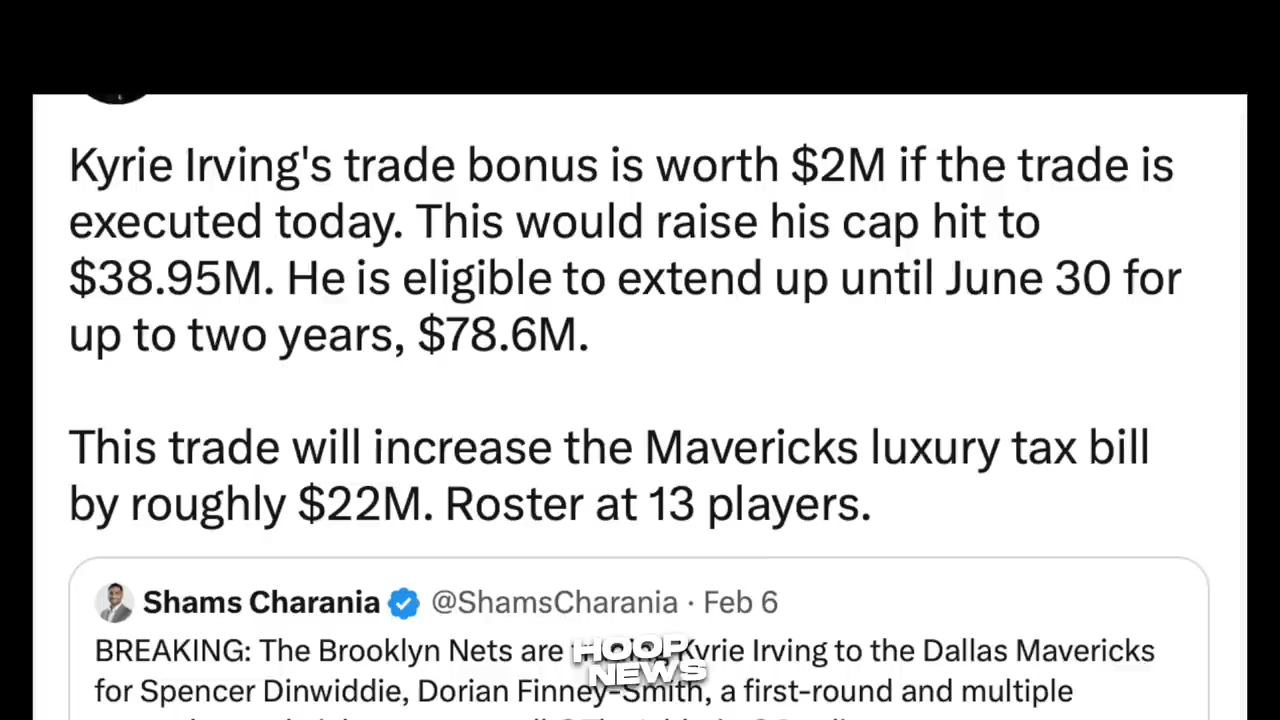 Kyrie Irving's trade bonus is worth $2M if the trade is
executed today. This would raise his cap hit to
$38.95M. He is eligible to extend up until June 30 for
up to two years, $78.6M.
This trade will increase the Mavericks luxury tax bill
by roughly $22M. Roster at 13 players.
Shams Charania @ShamsCharania · Feb 6
BREAKING: The Brooklyn Nets are Kyrie Irving to the Dallas Mavericks
for Spencer Dinwiddie, Dorian Finney-Smith, a first-round and multiple
HOOP
NEWS